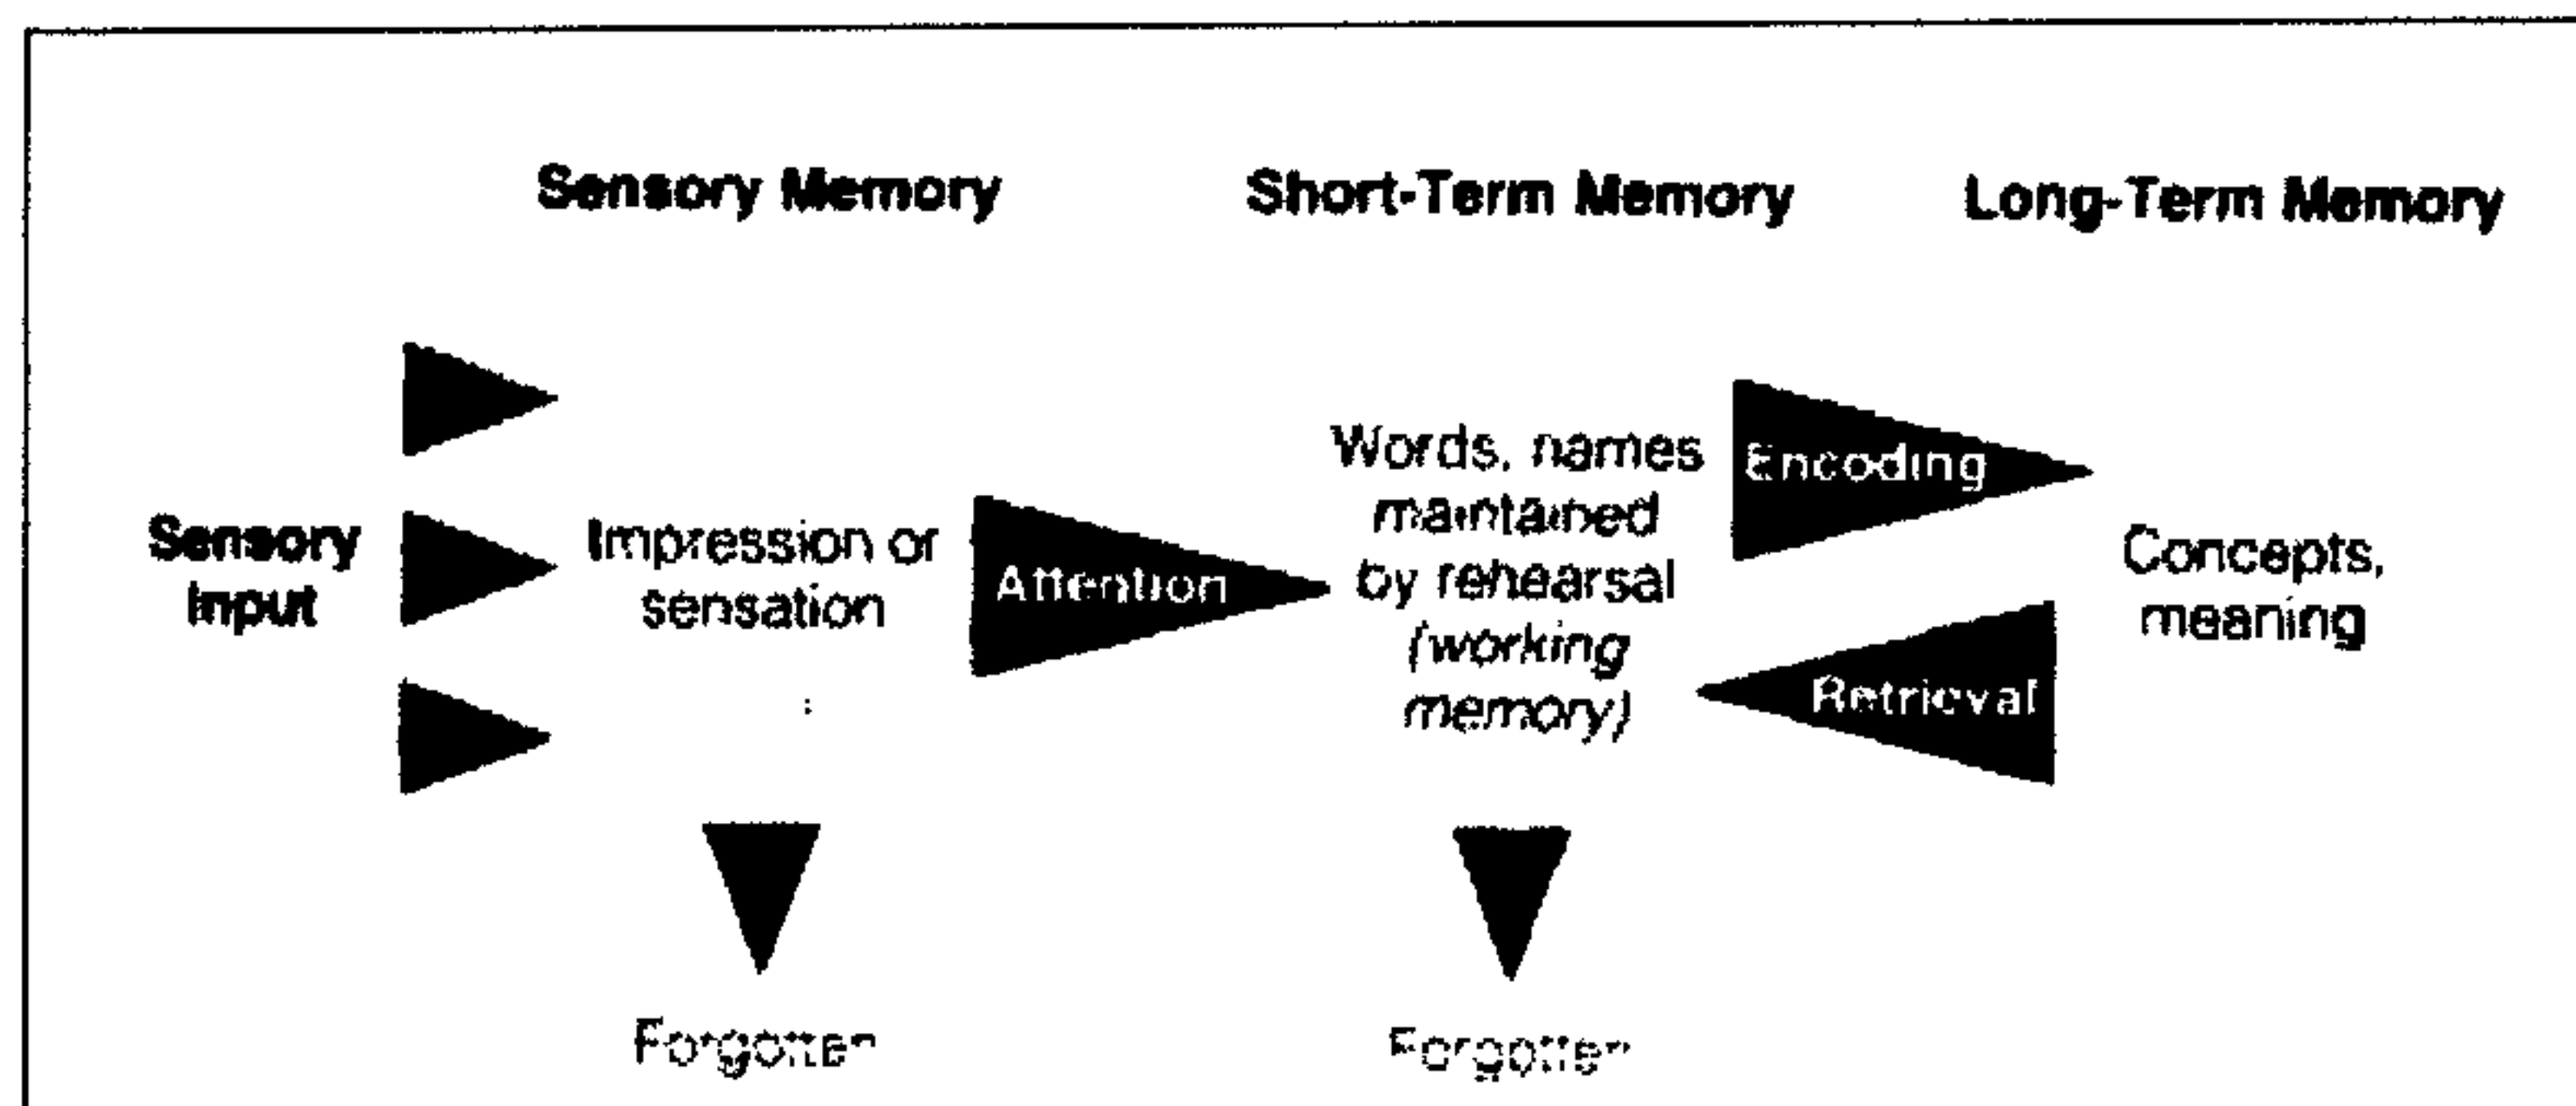 Sensory Memory
Short-Term Memory
Long-Term Memory
Sensory
Input
Impression or
sensation
Attention
Words, names
maintained
by rehearsal
(working
memory)
Encoding
Retrieval
Concepts,
meaning
Forgotten
Forgotten